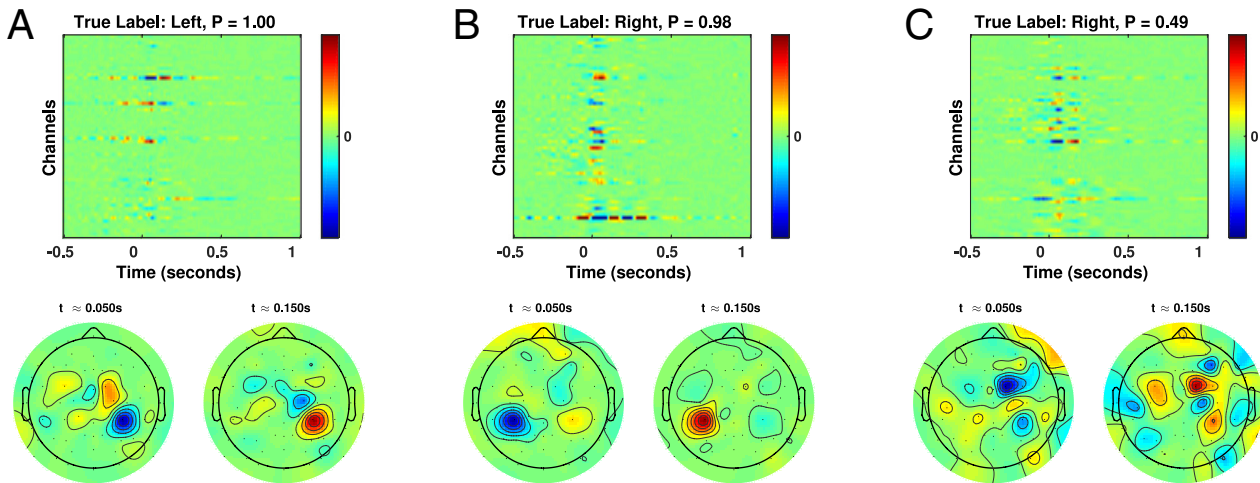 A
True Label: Left, P = 1.00
Channels
0
-0.5
0
0.5
1
Time (seconds)
t ≈ 0.050s
t ≈ 0.150s
B
True Label: Right, P = 0.98
Channels
0
-0.5
0
0.5
1
Time (seconds)
t ≈ 0.050s
t ≈ 0.150s
C
True Label: Right, P = 0.49
Channels
0
-0.5
0
0.5
1
Time (seconds)
t ≈ 0.050s
t ≈ 0.150s